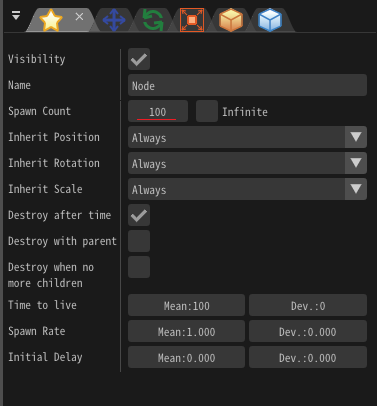 Visibility
Name Node
Spawn Count 100 Infinite
Inherit Position Always
Inherit Rotation Always
Inherit Scale Always
Destroy after time
Destroy with parent
Destroy when no
more children
Time to live Mean:100 Dev.:0
Spawn Rate Mean:1.000 Dev.:0.000
Initial Delay Mean:0.000 Dev.:0.000